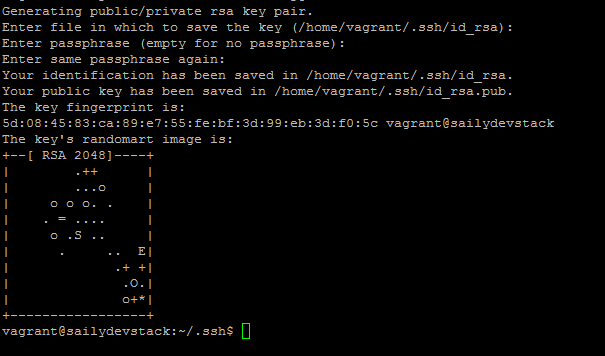 Generating public/private rsa key pair.
Enter file in which to save the key (/home/vagrant/.ssh/id_rsa):
Enter passphrase (empty for no passphrase):
Enter same passphrase again:
Your identification has been saved in /home/vagrant/.ssh/id_rsa.
Your public key has been saved in /home/vagrant/.ssh/id_rsa.pub.
The key fingerprint is:
5d:08:45:83:ca:89:e7:55:fe:bf:3d:99:eb:3d:f0:5c vagrant@sailydevstack
The key's randomart image is:
+--[ RSA 2048]----+
|        .++      |
|        ...o     |
|     o o o. .    |
|    . = ....     |
|     o .S ..     |
|      .     ..  E|
|             .+ +|
|              .O.|
|              o+*|
+-----------------+
vagrant@sailydevstack:~/.ssh$